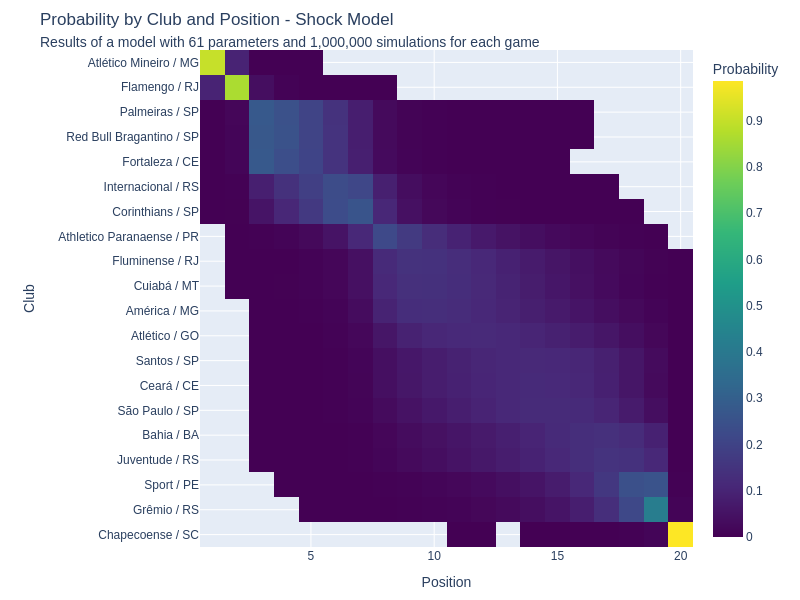 Probability by Club and Position - Shock Model
Results of a model with 61 parameters and 1,000,000 simulations for each game
Probability
Club
Atlético Mineiro / MG
Flamengo / RJ
Palmeiras / SP
Red Bull Bragantino / SP
Fortaleza / CE
Internacional / RS
Corinthians / SP
Athletico Paranaense / PR
Fluminense / RJ
Cuiabá / MT
América / MG
Atlético / GO
Santos / SP
Ceará / CE
São Paulo / SP
Bahia / BA
Juventude / RS
Sport / PE
Grêmio / RS
Chapecoense / SC
5 10 15 20
Position
0.9
0.8
0.7
0.6
0.5
0.4
0.3
0.2
0.1
0